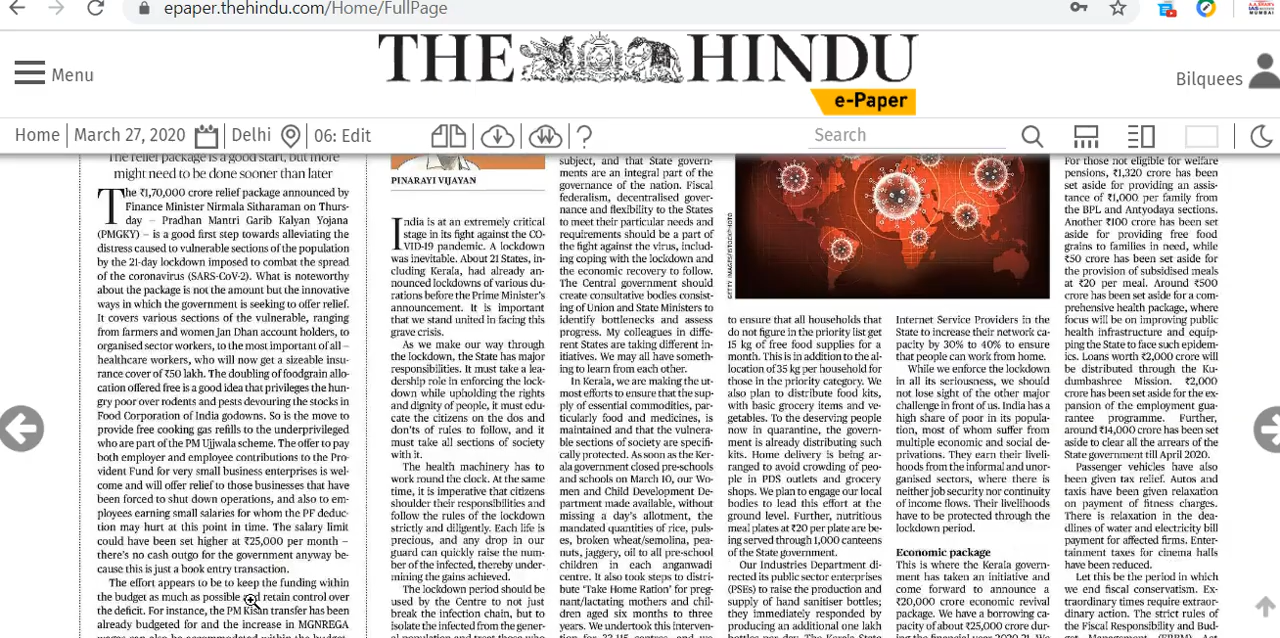 epaper.thehindu.com/Home/FullPage
Menu
THE HINDU
e-Paper
Bilquees
Home
March 27, 2020
Delhi
06: Edit
?
Search
The relief package is a good start, but more
might need to be done sooner than later
The ₹1,70,000 crore relief package announced by
Finance Minister Nirmala Sitharaman on Thurs-
day – Pradhan Mantri Garib Kalyan Yojana
(PMGKY) – is a good first step towards alleviating the
distress caused to vulnerable sections of the population
by the 21-day lockdown imposed to combat the spread
of the coronavirus (SARS-CoV-2). What is noteworthy
about the package is not the amount but the innovative
ways in which the government is seeking to offer relief.
It covers various sections of the vulnerable, ranging
from farmers and women Jan Dhan account holders, to
organised sector workers, to the most important of all –
healthcare workers, who will now get a sizeable insu-
rance cover of ₹50 lakh. The doubling of foodgrain allo-
cation offered free is a good idea that privileges the hun-
gry poor over rodents and pests devouring the stocks in
Food Corporation of India godowns. So is the move to
provide free cooking gas refills to the underprivileged
who are part of the PM Ujjwala scheme. The offer to pay
both employer and employee contributions to the Pro-
vident Fund for very small business enterprises is wel-
come and will offer relief to those businesses that have
been forced to shut down operations, and also to em-
ployees earning small salaries for whom the PF deduc-
tion may hurt at this point in time. The salary limit
could have been set higher at ₹25,000 per month –
there's no cash outgo for the government anyway be-
cause this is just a book entry transaction.
The effort appears to be to keep the funding within
the budget as much as possible and retain control over
the deficit. For instance, the PM Kisan transfer has been
already budgeted for and the increase in MGNREGA
PINARAYI VIJAYAN
India is at an extremely critical
stage in its fight against the CO-
VID-19 pandemic. A lockdown
was inevitable. About 21 States, in-
cluding Kerala, had already an-
nounced lockdowns of various du-
rations before the Prime Minister's
announcement. It is important
that we stand united in facing this
grave crisis.
As we make our way through
the lockdown, the State has major
responsibilities. It must take a lea-
dership role in enforcing the lock-
down while upholding the rights
and dignity of people, it must edu-
cate the citizens on the dos and
don'ts of rules to follow, and it
must take all sections of society
with it.
The health machinery has to
work round the clock. At the same
time, it is imperative that citizens
shoulder their responsibilities and
follow the rules of the lockdown
strictly and diligently. Each life is
precious, and any drop in our
guard can quickly raise the num-
ber of the infected, thereby under-
mining the gains achieved.
The lockdown period should be
used by the Centre to not just
break the infection chain, but to
isolate the infected from the gener-
al population and treat those who
subject, and that State govern-
ments are an integral part of the
governance of the nation. Fiscal
federalism, decentralised gover-
nance and flexibility to the States
to meet their particular needs and
requirements should be a part of
the fight against the virus, includ-
ing coping with the lockdown and
the economic recovery to follow.
The Central government should
create consultative bodies consist-
ing of Union and State Ministers to
identify bottlenecks and assess
progress. My colleagues in diffe-
rent States are taking different in-
itiatives. We may all have someth-
ing to learn from each other.
In Kerala, we are making the ut-
most efforts to ensure that the sup-
ply of essential commodities, par-
ticularly food and medicines, is
maintained and that the vulnera-
ble sections of society are specifi-
cally protected. As soon as the Ker-
ala government closed pre-schools
and schools on March 10, our Wo-
men and Child Development De-
partment made available, without
missing a day's allotment, the
mandated quantities of rice, puls-
es, broken wheat/semolina, pea-
nuts, jaggery, oil to all pre-school
children in each anganwadi
centre. It also took steps to distri-
bute "Take Home Ration" for preg-
nant/lactating mothers and chil-
dren aged six months to three
years. We undertook this interven-
tion for 33,115 centres, and we
GETTY IMAGES/ISTOCKPHOTO
to ensure that all households that
do not figure in the priority list get
15 kg of free food supplies for a
month. This is in addition to the al-
location of 35 kg per household for
those in the priority category. We
also plan to distribute food kits,
with basic grocery items and ve-
getables. To the deserving people
now in quarantine, the govern-
ment is already distributing such
kits. Home delivery is being ar-
ranged to avoid crowding of peo-
ple in PDS outlets and grocery
shops. We plan to engage our local
bodies to lead this effort at the
ground level. Further, nutritious
meal plates at ₹20 per plate are be-
ing served through 1,000 canteens
of the State government.
Our Industries Department di-
rected its public sector enterprises
(PSEs) to raise the production and
supply of hand sanitiser bottles;
they immediately responded by
producing an additional one lakh
bottles per day. The Kerala State
Internet Service Providers in the
State to increase their network ca-
pacity by 30% to 40% to ensure
that people can work from home.
While we enforce the lockdown
in all its seriousness, we should
not lose sight of the other major
challenge in front of us. India has a
high share of poor in its popula-
tion, most of whom suffer from
multiple economic and social de-
privations. They earn their liveli-
hoods from the informal and unor-
ganised sectors, where there is
neither job security nor continuity
of income flows. Their livelihoods
have to be protected through the
lockdown period.
Economic package
This is where the Kerala govern-
ment has taken an initiative and
come forward to announce a
₹20,000 crore economic revival
package. We have a borrowing ca-
pacity of about ₹25,000 crore dur-
ing the financial year 2020-21. We
For those not eligible for welfare
pensions, ₹1,320 crore has been
set aside for providing an assis-
tance of ₹1,000 per family from
the BPL and Antyodaya sections.
Another ₹100 crore has been set
aside for providing free food
grains to families in need, while
₹50 crore has been set aside for
the provision of subsidised meals
at ₹20 per meal. Around ₹500
crore has been set aside for a com-
prehensive health package, where
focus will be on improving public
health infrastructure and equip-
ping the State to face such epidem-
ics. Loans worth ₹2,000 crore will
be distributed through the Ku-
dumbashree Mission. ₹2,000
crore has been set aside for the ex-
pansion of the employment gua-
rantee programme. Further,
around ₹14,000 crore has been set
aside to clear all the arrears of the
State government till April 2020.
Passenger vehicles have also
been given tax relief. Autos and
taxis have been given relaxation
on payment of fitness charges.
There is relaxation in the dea-
dlines of water and electricity bill
payment for affired firms. Enter-
tainment taxes for cinema halls
have been reduced.
Let this be the period in which
we end fiscal conservatism. Ex-
traordinary times require extraor-
dinary action. The strict rules of
the Fiscal Responsibility and Bud-